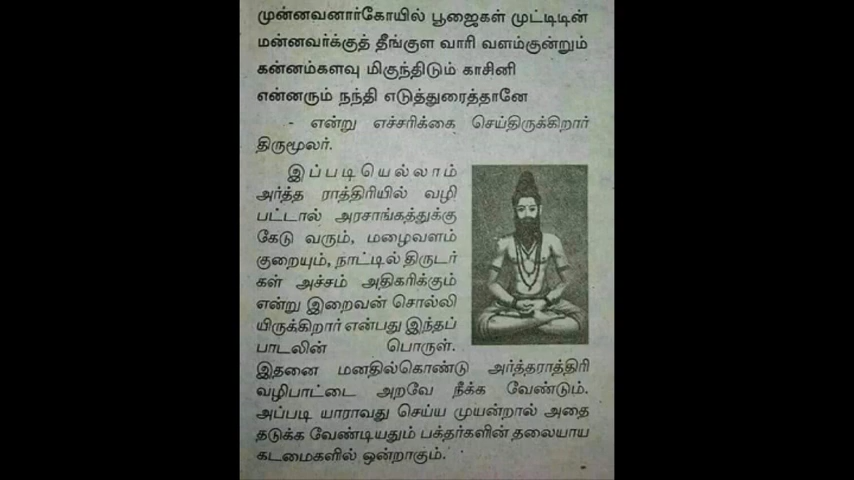 முன்னவனார்கோயில் பூஜைகள் முட்டிடின்
மன்னவர்க்குத் தீங்குள வாரி வளம்குன்றும்
கன்னம்களவு மிகுந்திடும் காசினி
என்னரும் நந்தி எடுத்துரைத்தானே
- என்று எச்சரிக்கை செய்திருக்கிறார்
திருமூலர்.
இப்படியெல்லாம்
அர்த்த ராத்திரியில் வழி
பட்டால் அரசாங்கத்துக்கு
கேடு வரும், மழைவளம்
குறையும், நாட்டில் திருடர்
கள் அச்சம் அதிகரிக்கும்
என்று இறைவன் சொல்லி
யிருக்கிறார் என்பது இந்தப்
பாடலின் பொருள்.
இதனை மனதில்கொண்டு அர்த்தராத்திரி
வழிபாட்டை அறவே நீக்க வேண்டும்.
அப்படி யாராவது செய்ய முயன்றால் அதை
தடுக்க வேண்டியதும் பக்தர்களின் தலையாய
கடமைகளில் ஒன்றாகும்.